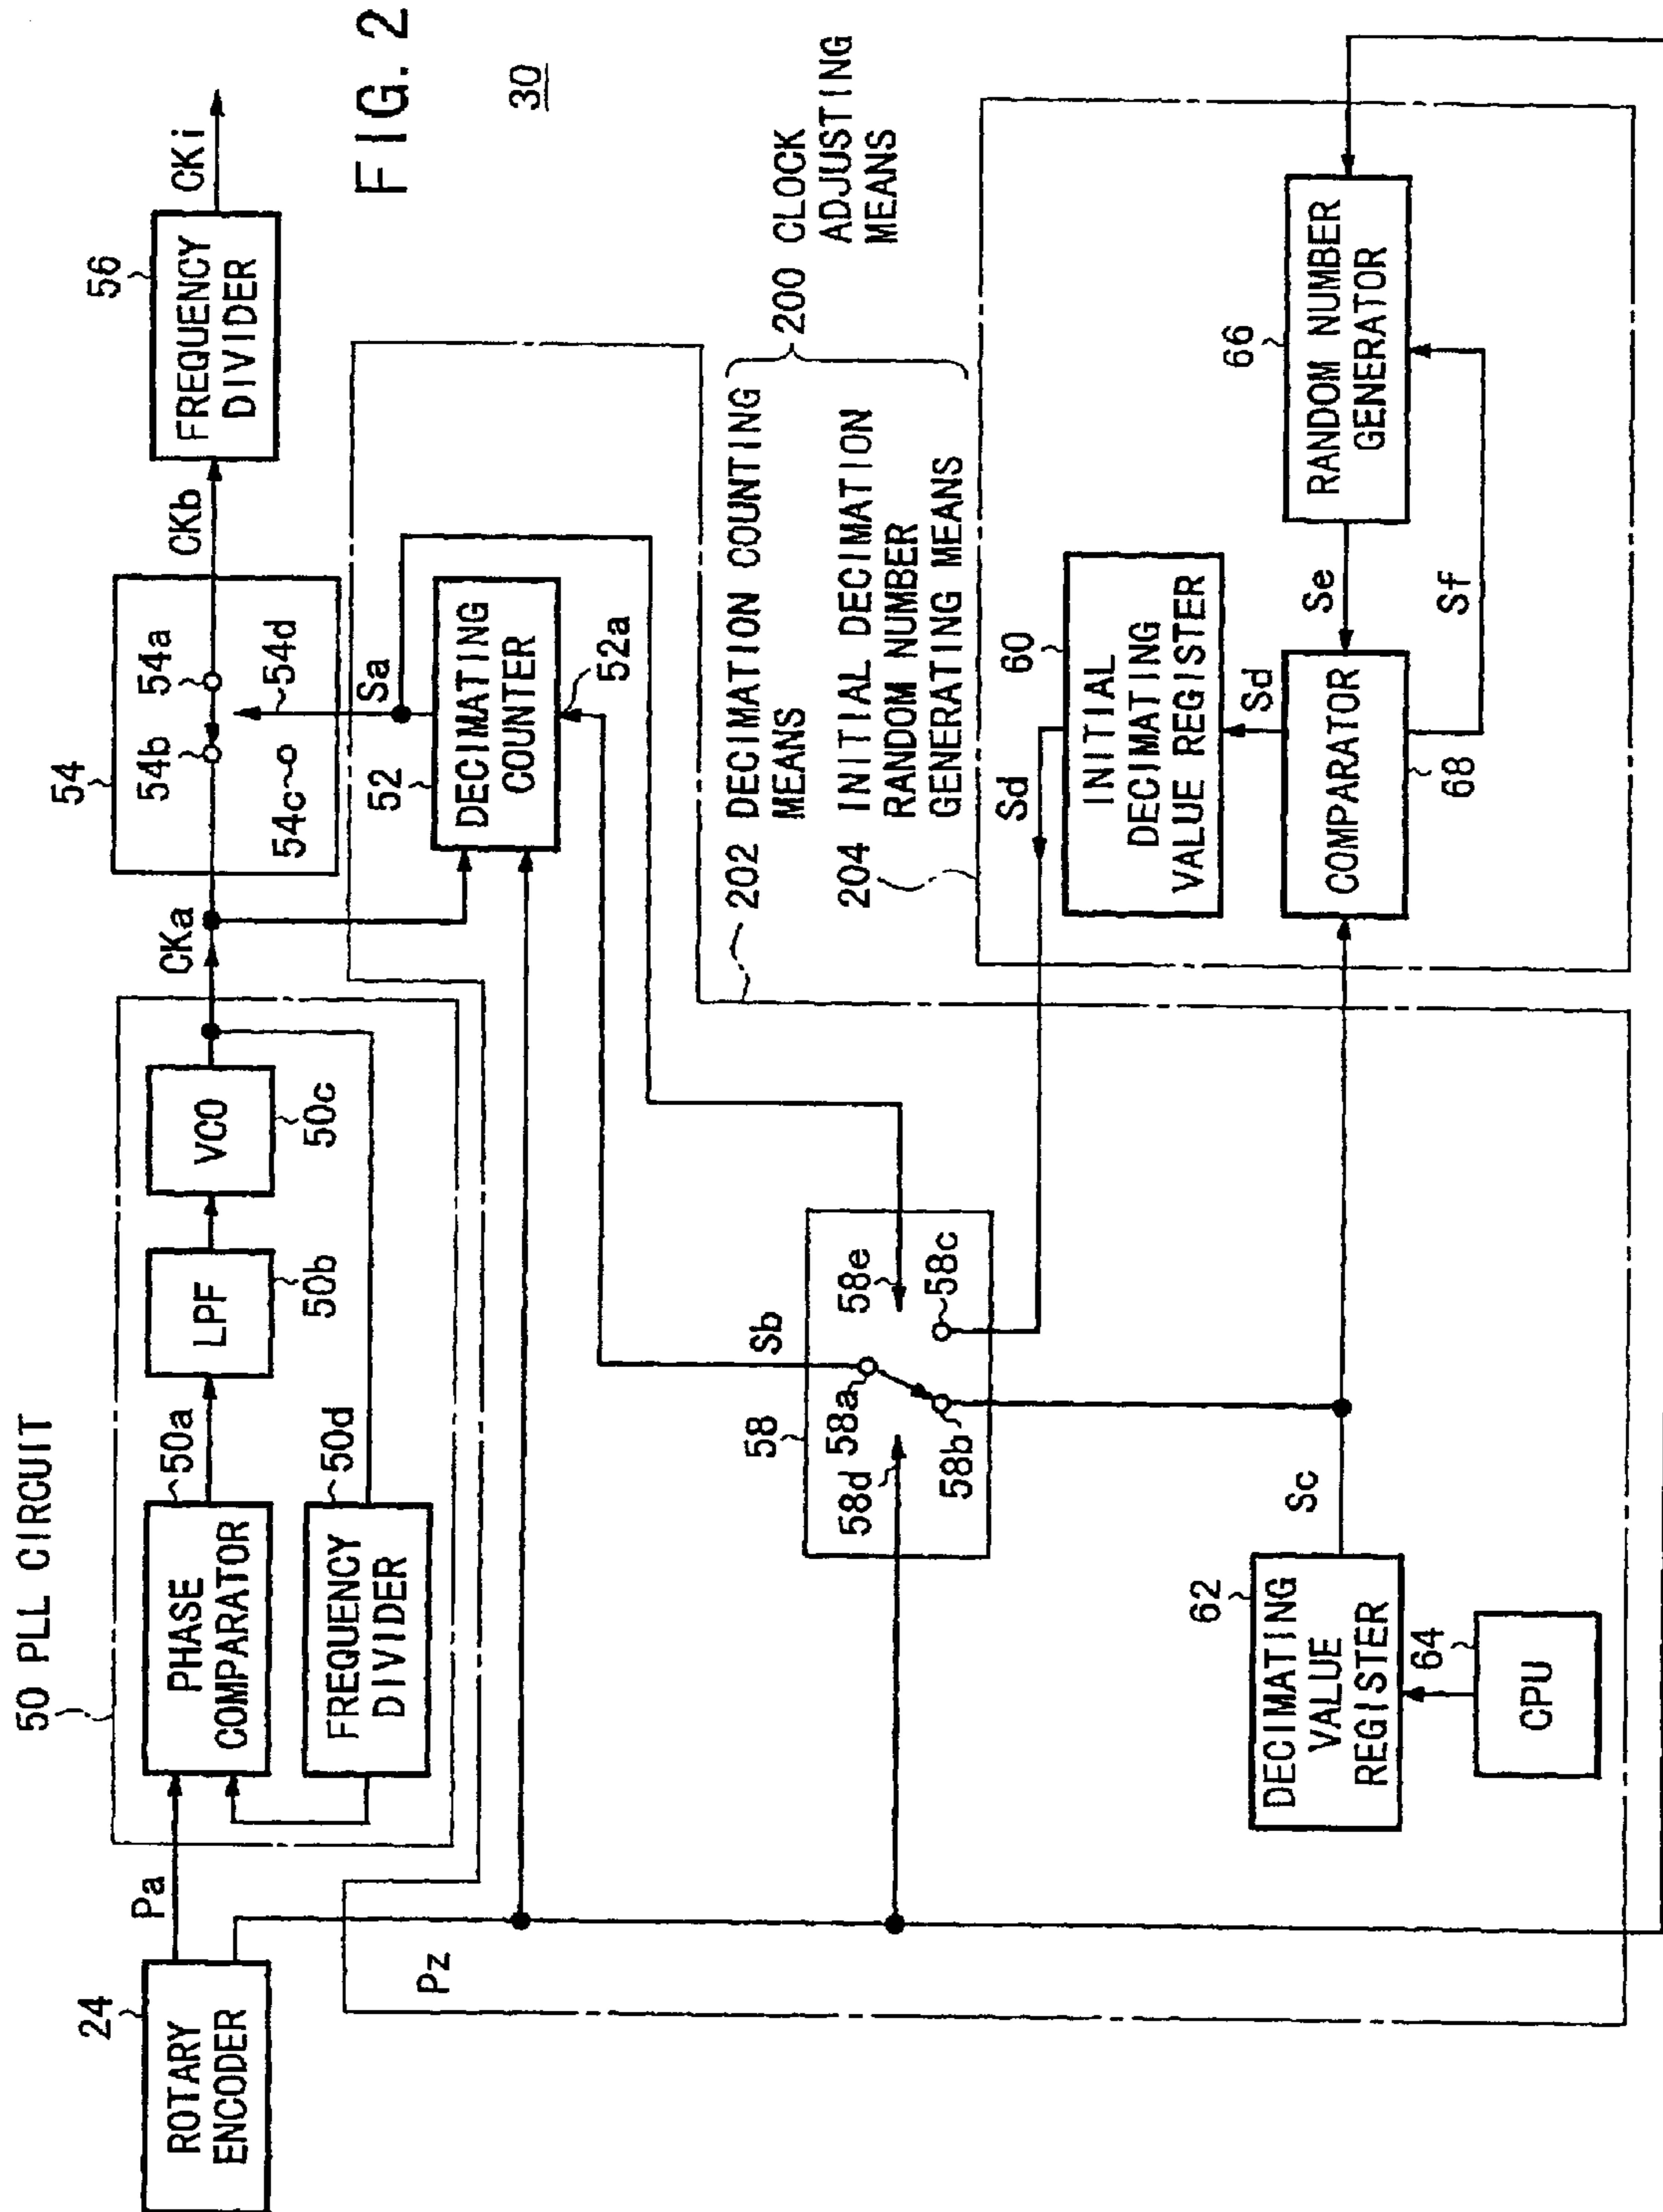 FIG. 2
30
50 PLL CIRCUIT
24
ROTARY
ENCODER
Pa
Pz
PHASE
COMPARATOR
50a
LPF
50b
VCO
50c
FREQUENCY
DIVIDER
50d
CKa
54
54b
54a
54c
54d
CKb
56
FREQUENCY
DIVIDER
CKi
Sa
52
DECIMATING
COUNTER
52a
Sb
58
58a
58b
58c
58d
58e
200 CLOCK
ADJUSTING
MEANS
202 DECIMATION COUNTING
MEANS
204 INITIAL DECIMATION
RANDOM NUMBER
GENERATING MEANS
Sd
60
INITIAL
DECIMATING
VALUE REGISTER
Sd
Sc
62
DECIMATING
VALUE
REGISTER
64
CPU
COMPARATOR
68
Se
Sf
66
RANDOM NUMBER
GENERATOR